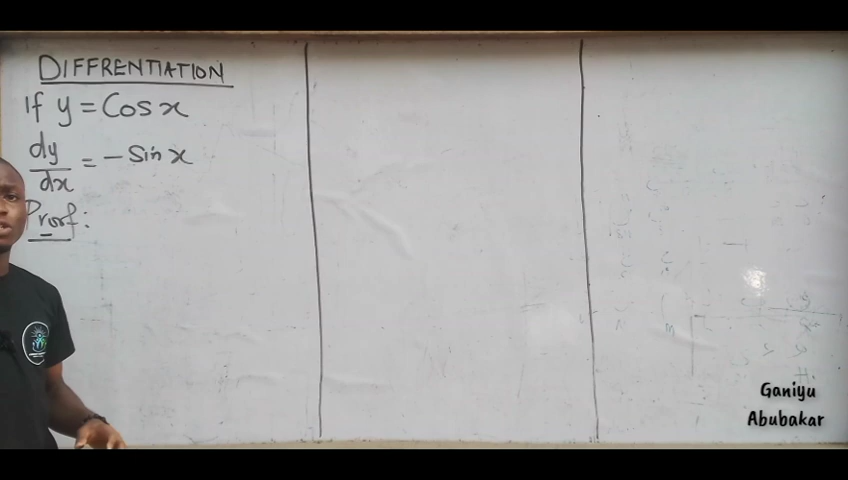 DIFFRENTIATION
If y = Cos x
dy/dx = - Sin x
Proof:
Ganiyu
Abubakar